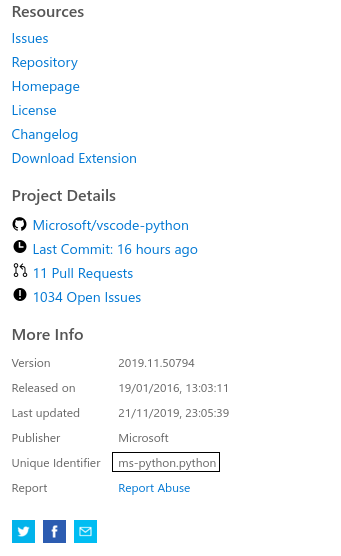 Resources
Issues
Repository
Homepage
License
Changelog
Download Extension
Project Details
Microsoft/vscode-python
Last Commit: 16 hours ago
11 Pull Requests
1034 Open Issues
More Info
Version 2019.11.50794
Released on 19/01/2016, 13:03:11
Last updated 21/11/2019, 23:05:39
Publisher Microsoft
Unique Identifier ms-python.python
Report Report Abuse